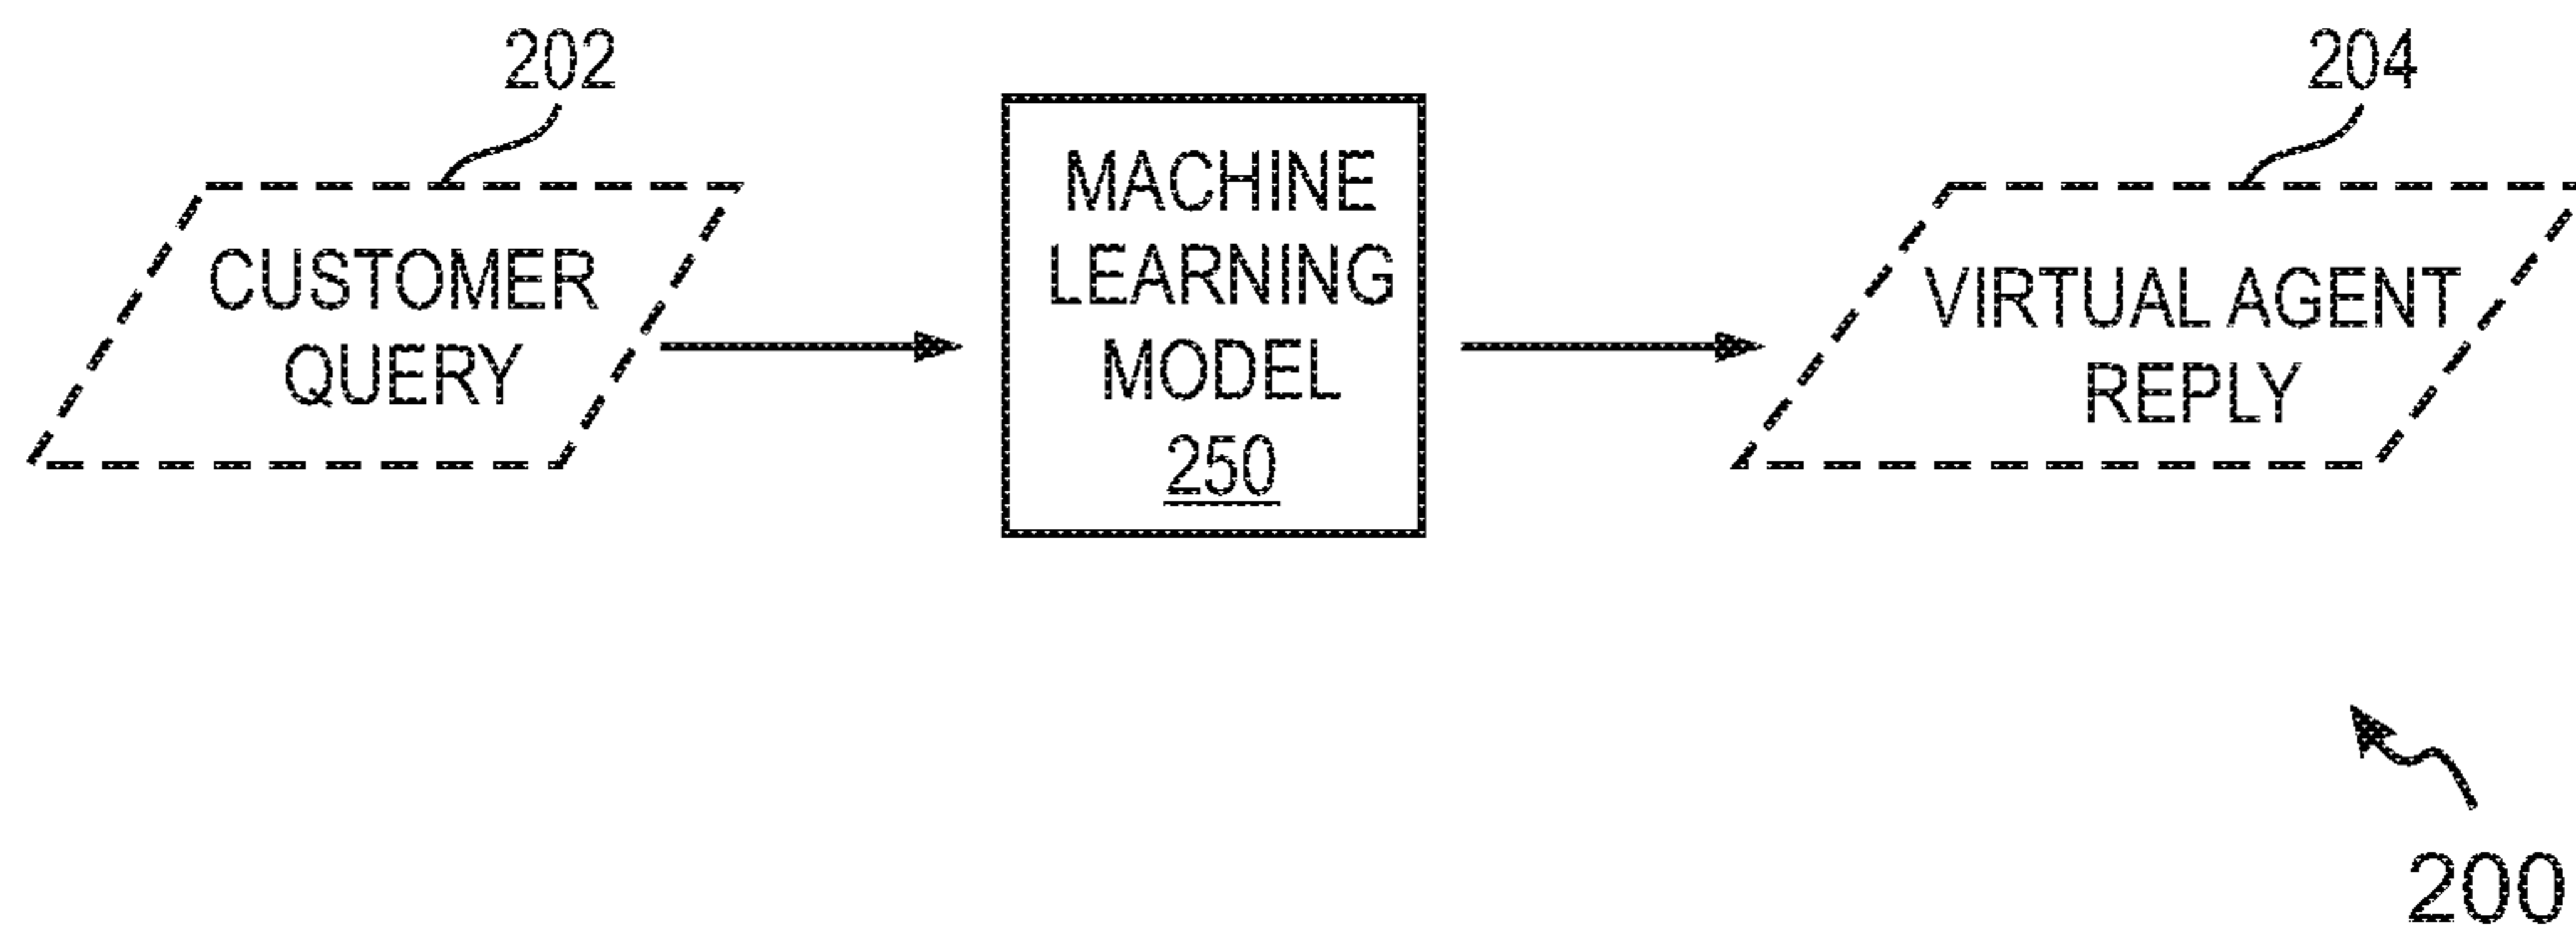 202
204
CUSTOMER
QUERY
MACHINE
LEARNING
MODEL
250
VIRTUAL AGENT
REPLY
200